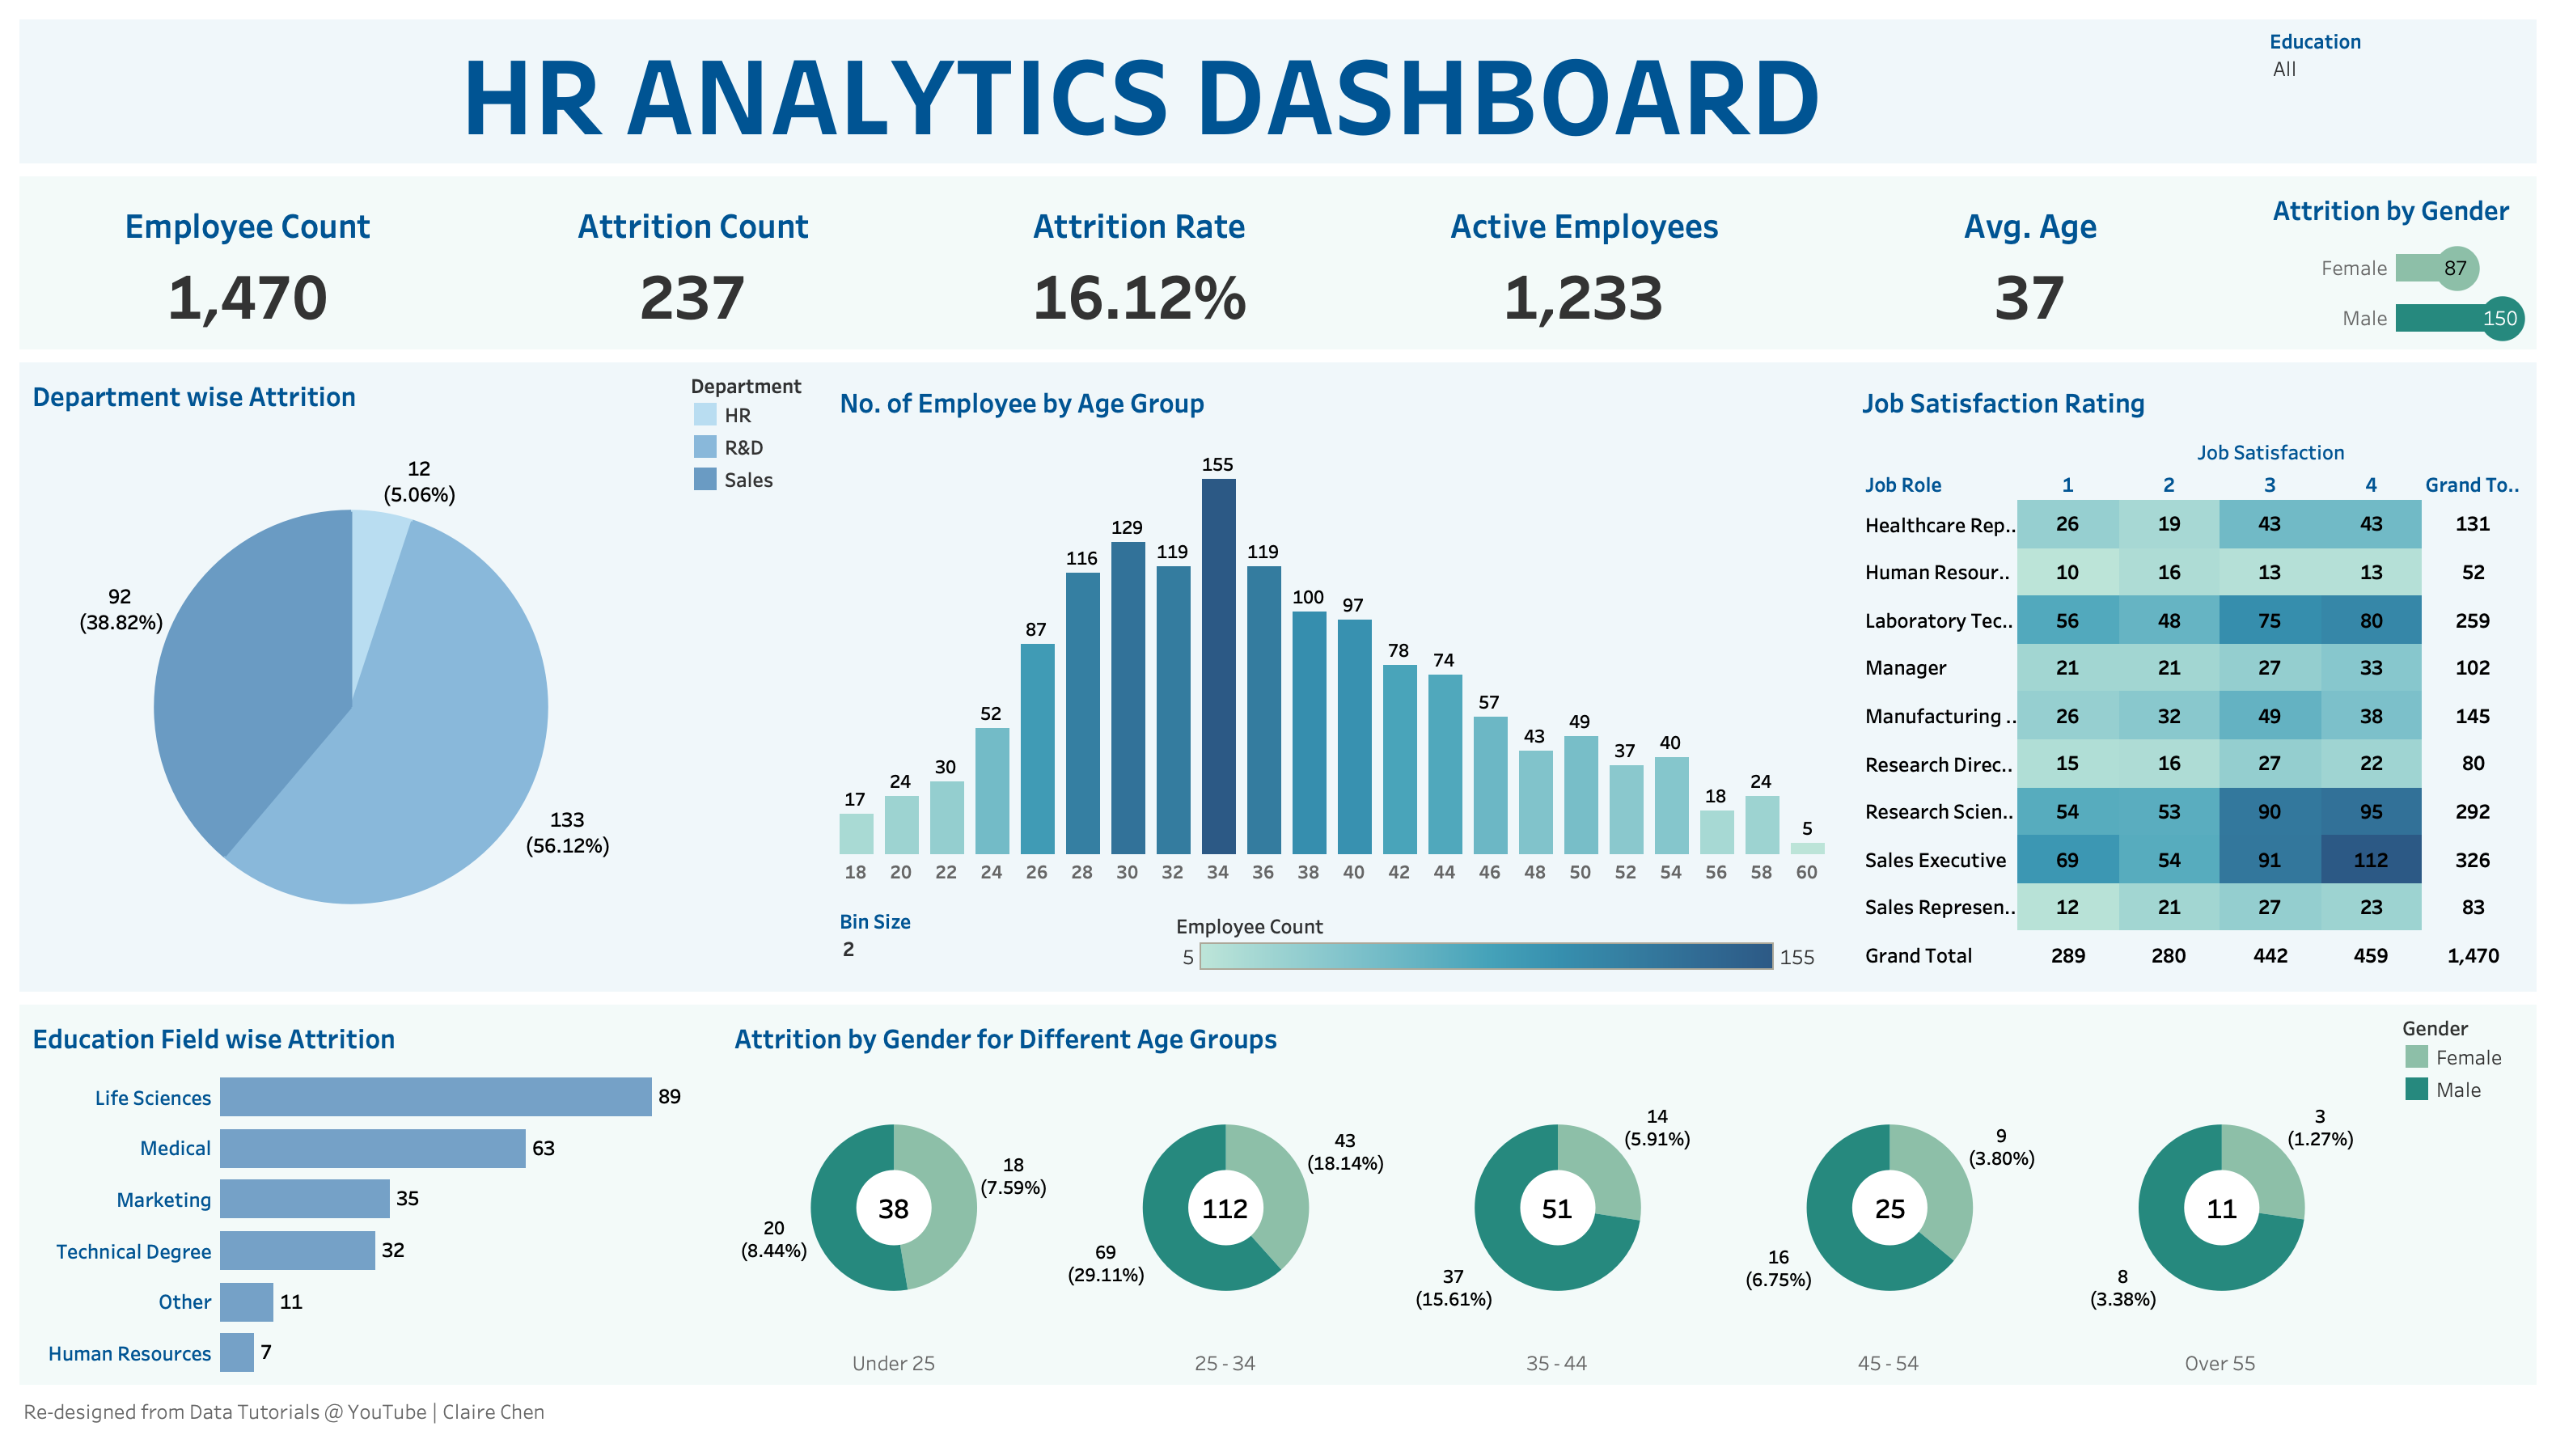 HR ANALYTICS DASHBOARD
Education
All
Employee Count
1,470
Attrition Count
237
Attrition Rate
16.12%
Active Employees
1,233
Avg. Age
37
Attrition by Gender
Female 87
Male 150
Department wise Attrition
Department
HR
R&D
Sales
12
(5.06%)
92
(38.82%)
133
(56.12%)
No. of Employee by Age Group
17 24 30 52 87 116 129 119 155 119 100 97 78 74 57 43 49 37 40 18 24 5
18 20 22 24 26 28 30 32 34 36 38 40 42 44 46 48 50 52 54 56 58 60
Bin Size
2
Employee Count
5 155
Job Satisfaction Rating
Job Satisfaction
Job Role 1 2 3 4 Grand To..
Healthcare Rep.. 26 19 43 43 131
Human Resour.. 10 16 13 13 52
Laboratory Tec.. 56 48 75 80 259
Manager 21 21 27 33 102
Manufacturing .. 26 32 49 38 145
Research Direc.. 15 16 27 22 80
Research Scien.. 54 53 90 95 292
Sales Executive 69 54 91 112 326
Sales Represen.. 12 21 27 23 83
Grand Total 289 280 442 459 1,470
Education Field wise Attrition
Life Sciences 89
Medical 63
Marketing 35
Technical Degree 32
Other 11
Human Resources 7
Attrition by Gender for Different Age Groups
Gender
Female
Male
38
18
(7.59%)
20
(8.44%)
Under 25
112
43
(18.14%)
69
(29.11%)
25 - 34
51
14
(5.91%)
37
(15.61%)
35 - 44
25
9
(3.80%)
16
(6.75%)
45 - 54
11
3
(1.27%)
8
(3.38%)
Over 55
Re-designed from Data Tutorials @ YouTube | Claire Chen